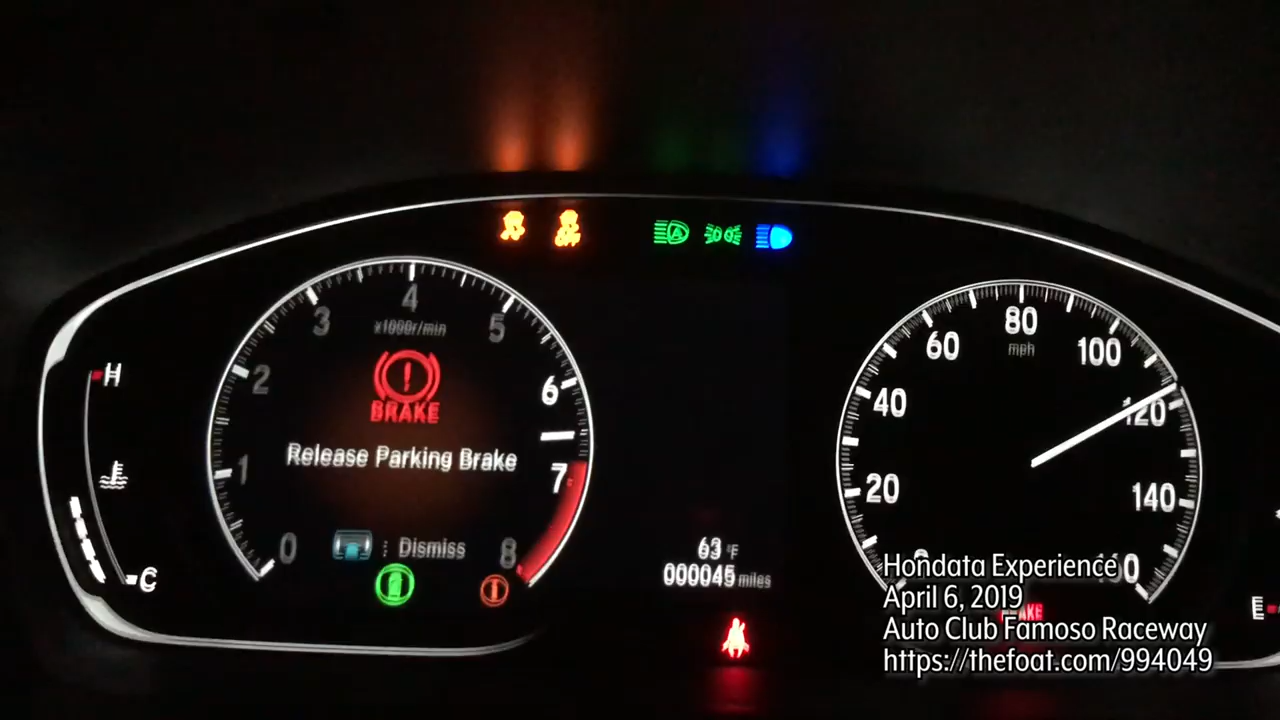 OFF
A
4
3
5
x1000r/min
2
6
BRAKE
1
Release Parking Brake
7
0
: Dismiss
8
H
C
63 °F
000045 miles
80
60
mph
100
40
120
20
140
E
BRAKE
Hondata Experience
April 6, 2019
Auto Club Famoso Raceway
https://thefoat.com/994049